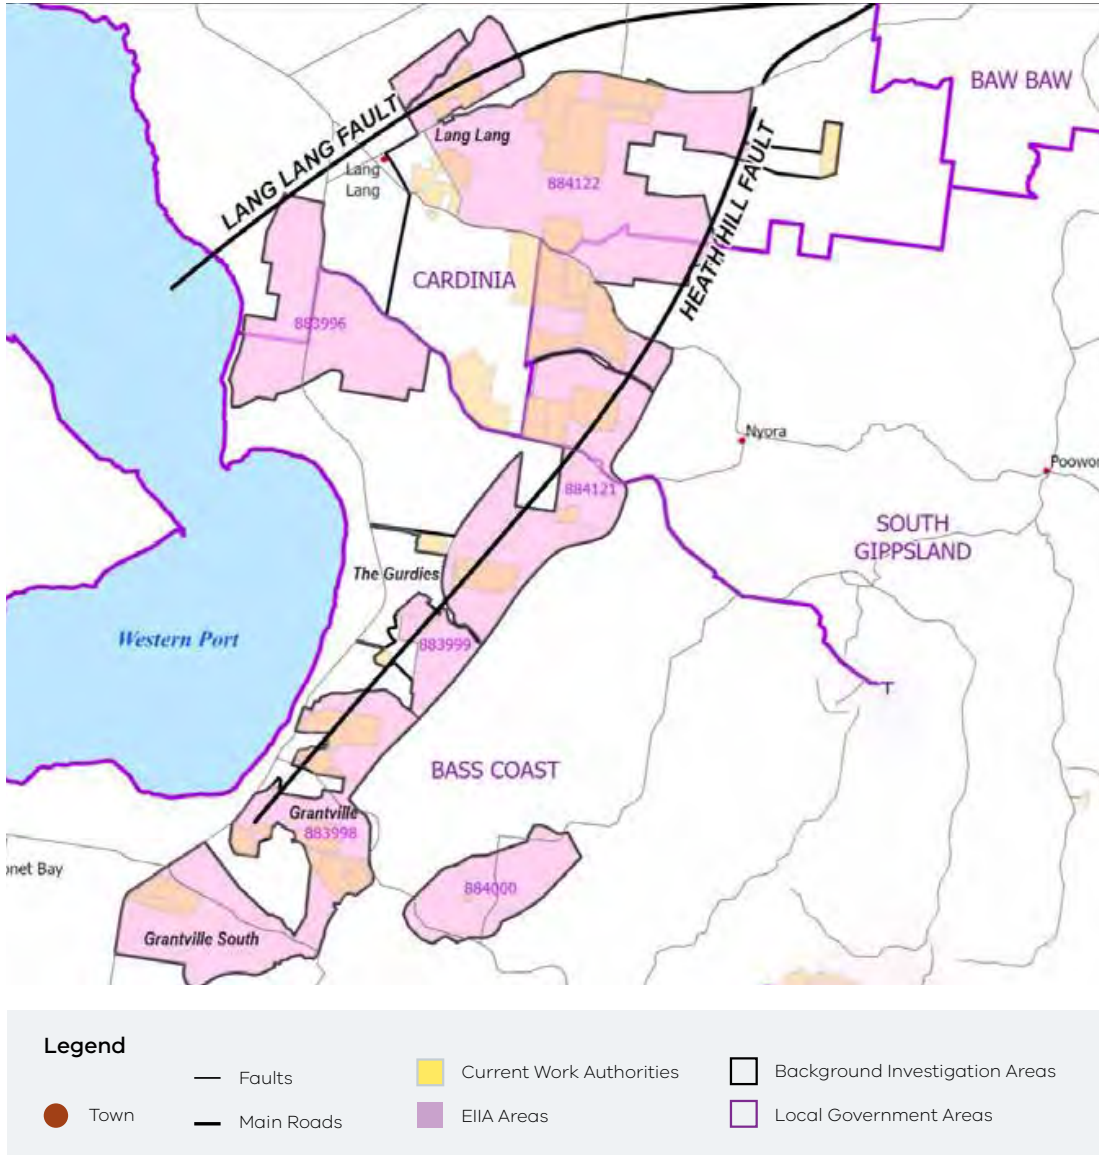 BAW BAW
LANG LANG FAULT
Lang Lang
Lang
Lang
884122
HEATH HILL FAULT
CARDINIA
883996
Nyora
Poowo
884121
SOUTH
GIPPSLAND
The Gurdies
Western Port
883999
T
BASS COAST
Grantville
883998
onet Bay
884000
Grantville South
Legend
Faults
Current Work Authorities
Background Investigation Areas
Town
Main Roads
EIIA Areas
Local Government Areas